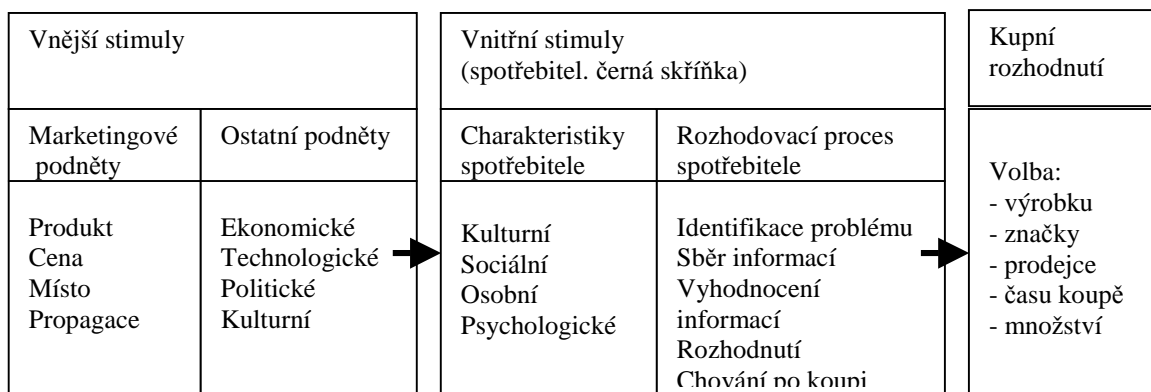 Vnější stimuly
Marketingové
podněty
Ostatní podněty
Produkt
Cena
Místo
Propagace
Ekonomické
Technologické
Politické
Kulturní
Vnitřní stimuly
(spotřebitel. černá skříňka)
Charakteristiky
spotřebitele
Rozhodovací proces
spotřebitele
Kulturní
Sociální
Osobní
Psychologické
Identifikace problému
Sběr informací
Vyhodnocení
informací
Rozhodnutí
Chování po koupi
Kupní
rozhodnutí
Volba:
- výrobku
- značky
- prodejce
- času koupě
- množství